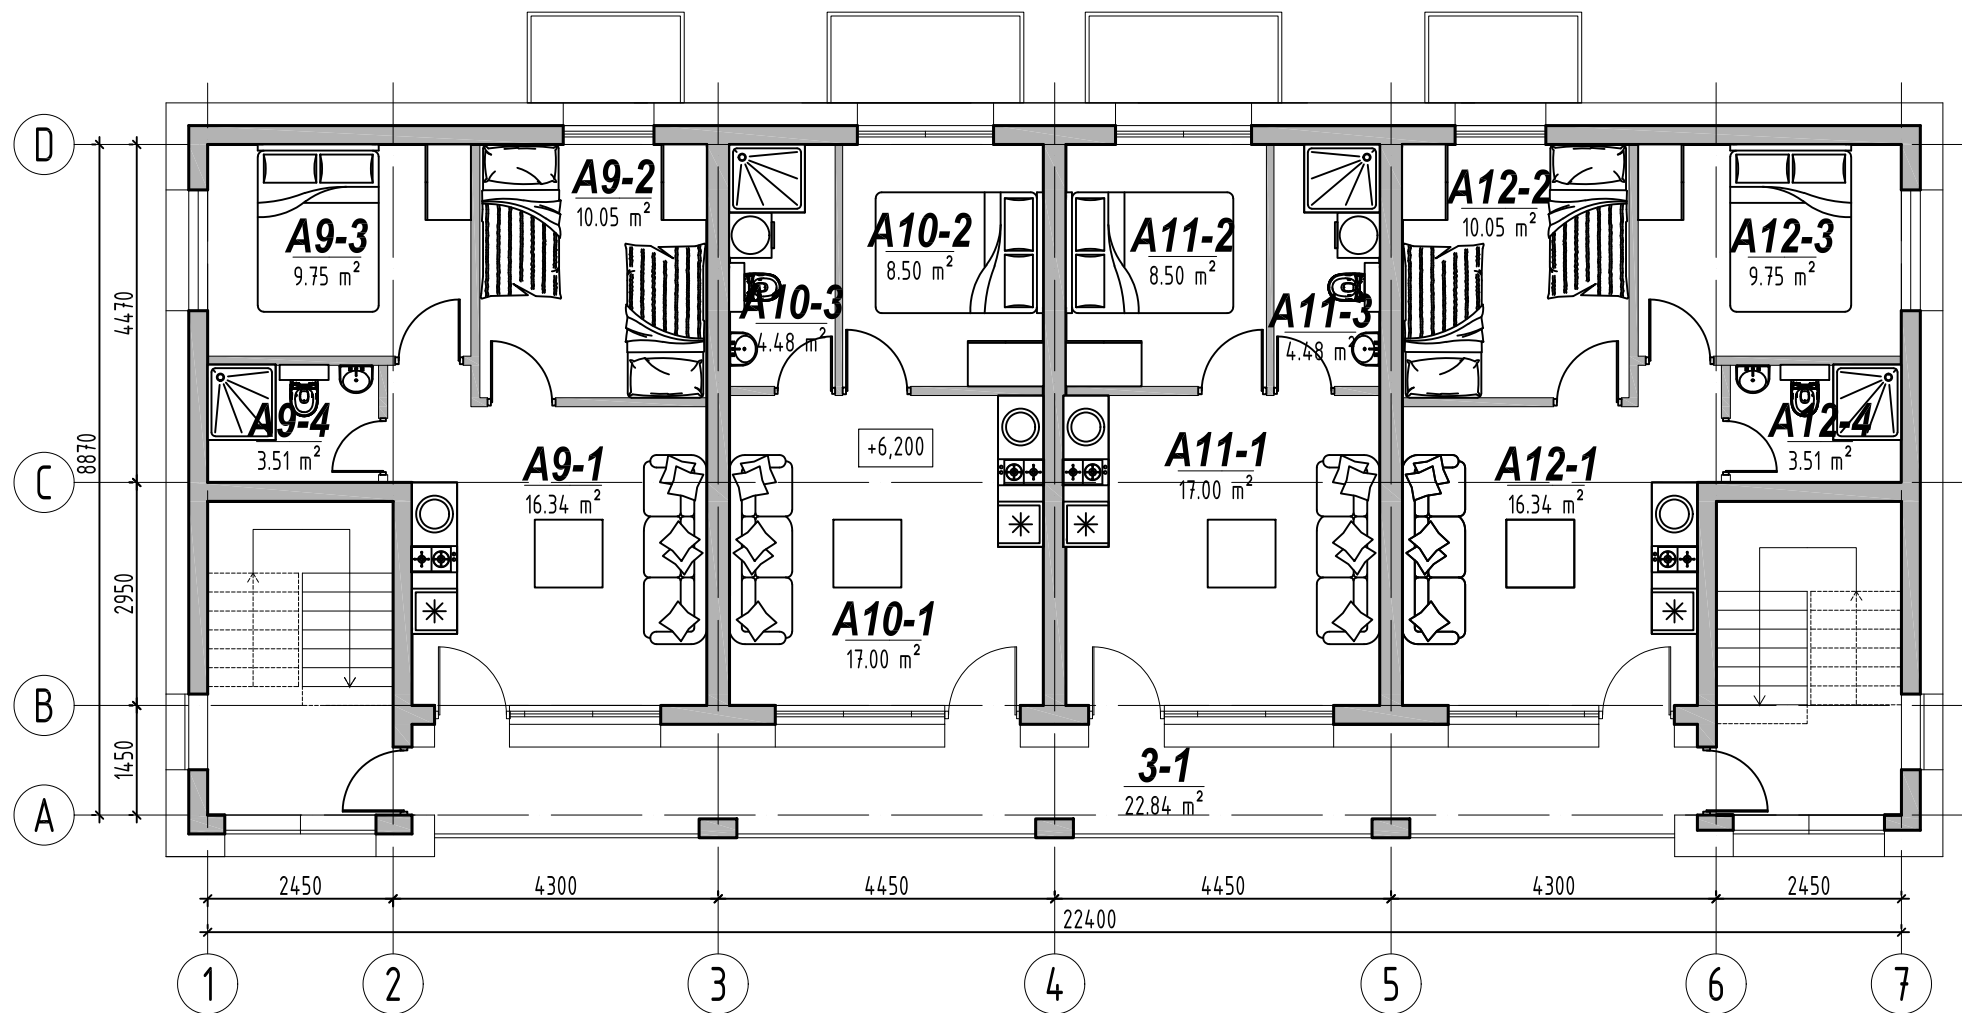 D
A9-3
9.75 m²
A9-2
10.05 m²
A10-2
8.50 m²
A11-2
8.50 m²
A12-2
10.05 m²
A12-3
9.75 m²
A10-3
4.48 m²
A11-3
4.48 m²
4470
A9-4
3.51 m²
A9-1
16.34 m²
+6,200
A11-1
17.00 m²
A12-1
16.34 m²
A12-4
3.51 m²
8870
C
2950
A10-1
17.00 m²
B
1450
3-1
22.84 m²
A
2450 4300 4450 4450 4300 2450
22400
1 2 3 4 5 6 7